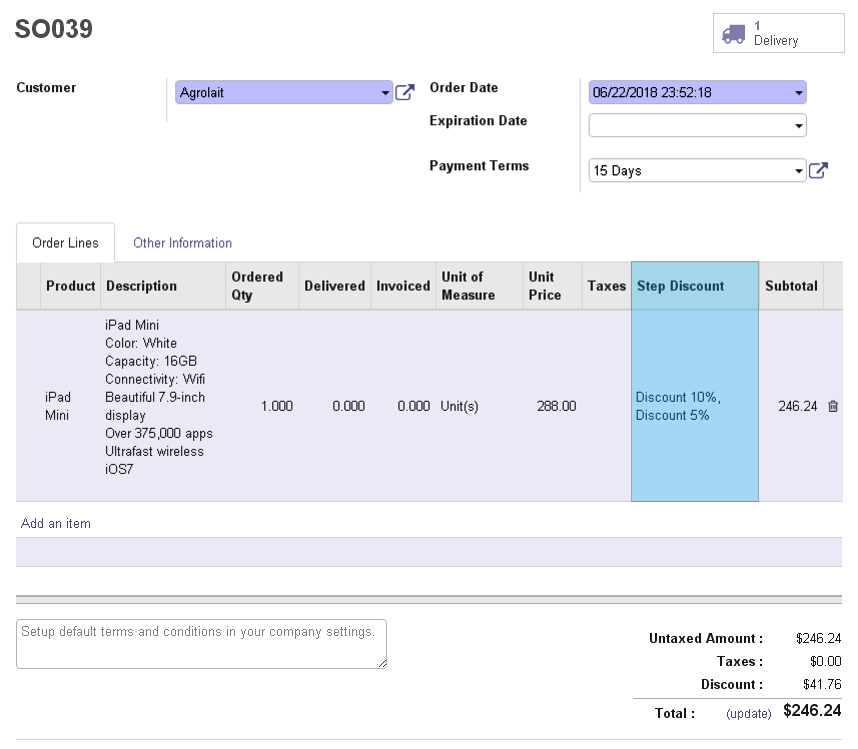 SO039
1
Delivery
Customer
Agrolait
Order Date
06/22/2018 23:52:18
Expiration Date
Payment Terms
15 Days
Order Lines
Other Information
Product
Description
Ordered
Qty
Delivered
Invoiced
Unit of
Measure
Unit
Price
Taxes
Step Discount
Subtotal
iPad
Mini
iPad Mini
Color: White
Capacity: 16GB
Connectivity: Wifi
Beautiful 7.9-inch
display
Over 375,000 apps
Ultrafast wireless
iOS7
1.000
0.000
0.000
Unit(s)
288.00
Discount 10%,
Discount 5%
246.24
Add an item
Setup default terms and conditions in your company settings.
Untaxed Amount : $246.24
Taxes : $0.00
Discount : $41.76
Total : (update) $246.24